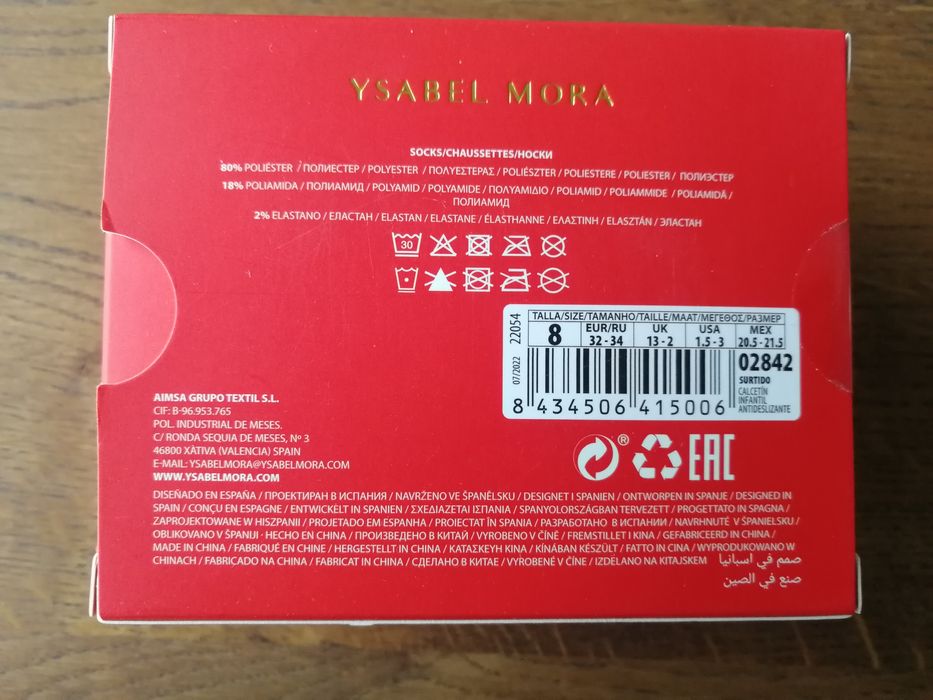 YSABEL MORA
SOCKS/CHAUSSETTES/НОСКИ
80% POLIÉSTER / ПОЛИЕСТЕР / POLYESTER / ΠΟΛΥΕΣΤΕΡΑΣ / POLIÉSZTER / POLIESTERE / POLIESTER / ПОЛИЭСТЕР
18% POLIAMIDA / ПОЛИАМИД / POLYAMID / POLYAMIDE / ΠΟΛΥΑΜΙΔΙΟ / POLIAMID / POLIAMMIDE / POLIAMIDĂ /
ПОЛИАМИД
2% ELASTANO / ЕЛАСТАН / ELASTAN / ELASTANE / ÉLASTHANNE / ΕΛΑΣΤΙΝΗ / ELASZTÁN / ЭЛАСТАН
30
22054
07/2022
TALLA/SIZE/TAMANHO/TAILLE/MAAT/ΜΕΓΕΘΟΣ/РАЗМЕР
8 EUR/RU UK USA MEX
32 - 34 13 - 2 1.5 - 3 20.5 - 21.5
02842
SURTIDO
CALCETÍN
INFANTIL
ANTIDESLIZANTE
8 434506 415006
AIMSA GRUPO TEXTIL S.L.
CIF: B-96.953.765
POL. INDUSTRIAL DE MESES.
C/ RONDA SEQUIA DE MESES, Nº 3
46800 XÀTIVA (VALENCIA) SPAIN
E-MAIL: YSABELMORA@YSABELMORA.COM
WWW.YSABELMORA.COM
® EAC
DISEÑADO EN ESPAÑA / ПРОЕКТИРАН В ИСПАНИЯ / NAVRŽENO VE ŠPANĚLSKU / DESIGNET I SPANIEN / ONTWORPEN IN SPANJE / DESIGNED IN
SPAIN / CONÇU EN ESPAGNE / ENTWICKELT IN SPANIEN / ΣΧΕΔΙΑΖΕΤΑΙ ΙΣΠΑΝΙΑ / SPANYOLORSZÁGBAN TERVEZETT / PROGETTATO IN SPAGNA /
ZAPROJEKTOWANE W HISZPANII / PROJETADO EM ESPANHA / PROIECTAT ÎN SPANIA / РАЗРАБОТАНО В ИСПАНИИ / NAVRHNUTÉ V ŠPANIELSKU /
OBLIKOVANO V ŠPANIJI · HECHO EN CHINA / ПРОИЗВЕДЕНО В КИТАЙ / VYROBENO V ČÍNĚ / FREMSTILLET I KINA / GEFABRICEERD IN CHINA /
MADE IN CHINA / FABRIQUÉ EN CHINE / HERGESTELLT IN CHINA / ΚΑΤΑΣΚΕΥΗ ΚΙΝΑ / KÍNÁBAN KÉSZÜLT / FATTO IN CINA / WYPRODUKOWANO W
CHINACH / FABRICADO NA CHINA / FABRICAT IN CHINA / СДЕЛАНО В КИТАЕ / VYROBENÉ V ČÍNE / IZDELANO NA KITAJSKEM صمم في اسبانيا
صنع في الصين